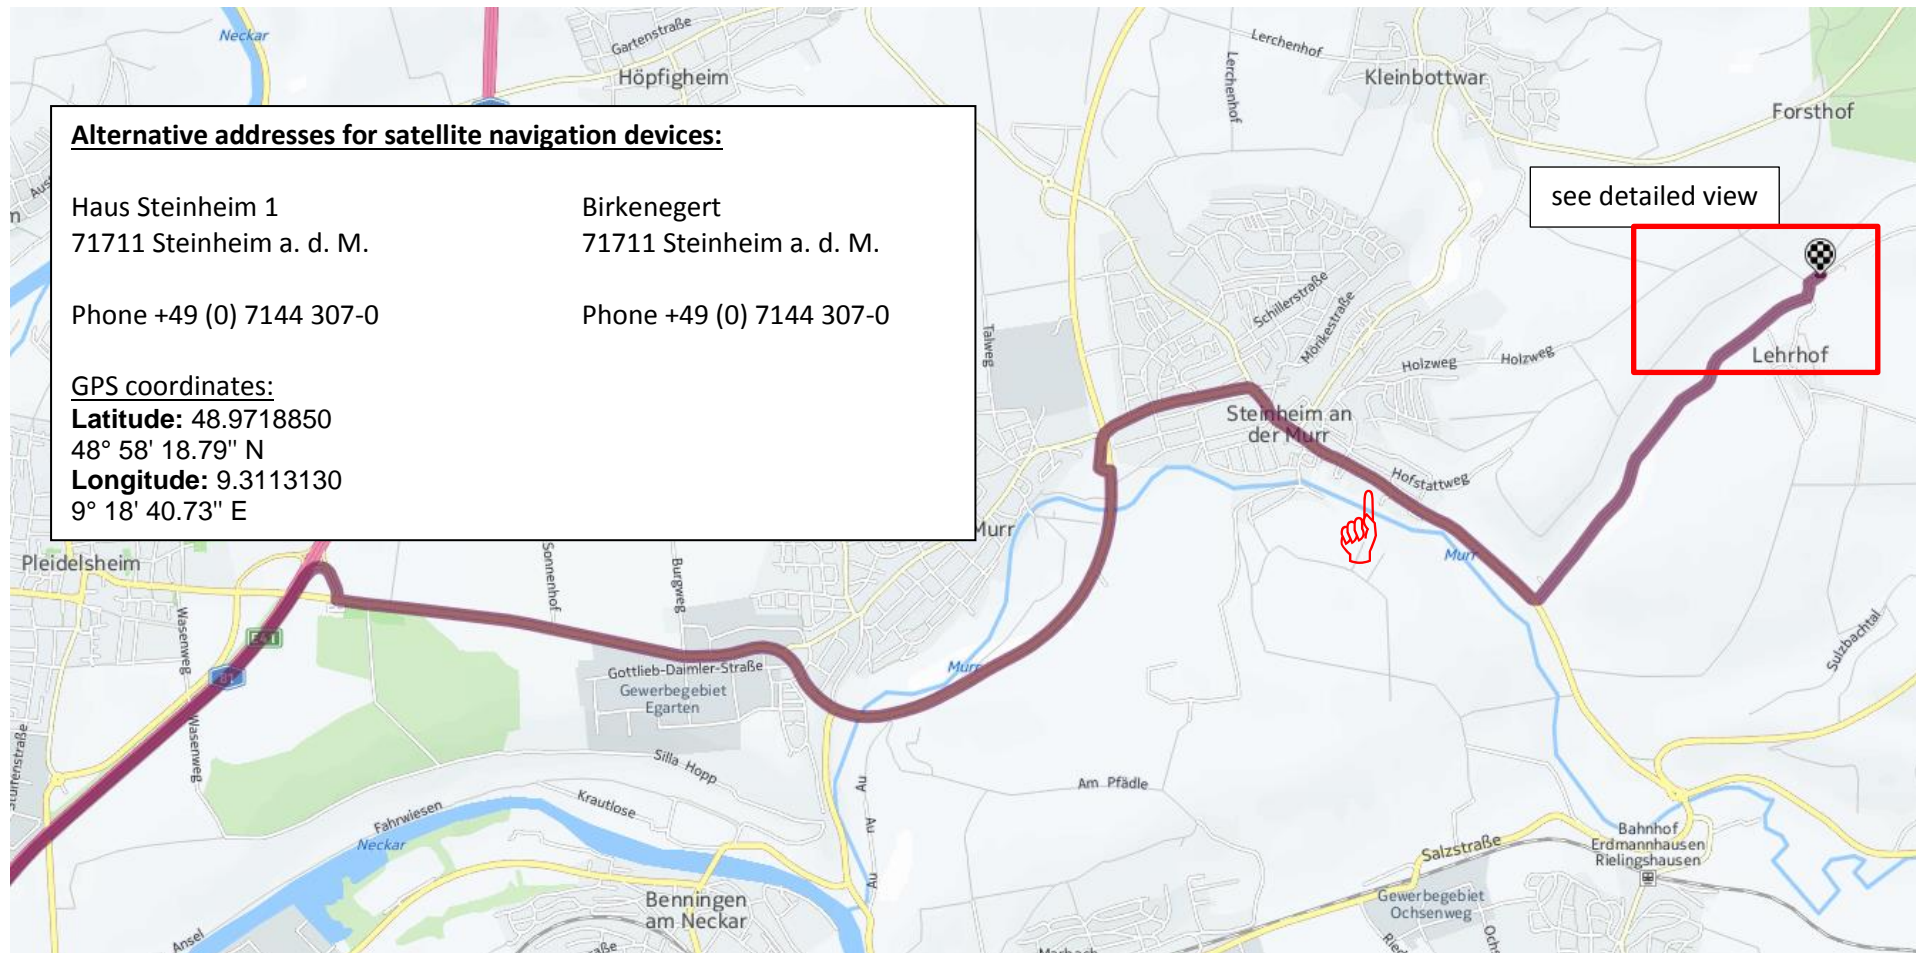 Neckar
Gartenstraße
Höpfigheim
Lerchenhof
Lerchenhof
Kleinbottwar
Forsthof
Alternative addresses for satellite navigation devices:
Haus Steinheim 1
71711 Steinheim a. d. M.
Phone +49 (0) 7144 307-0
Birkenegert
71711 Steinheim a. d. M.
Phone +49 (0) 7144 307-0
GPS coordinates:
Latitude: 48.9718850
48° 58' 18.79" N
Longitude: 9.3113130
9° 18' 40.73" E
see detailed view
Schillerstraße
Mörikestraße
Talweg
Holzweg
Holzweg
Lehrhof
Steinheim an
der Murr
Hofstattweg
Murr
Murr
Pleidelsheim
Sonnenhof
Burgweg
Wasenweg
E41
81
Gottlieb-Daimler-Straße
Gewerbegebiet
Egarten
Murr
Sulzbachtal
Wasenweg
Silla Hopp
Au
Am Pfädle
Krautlose
Fahrwiesen
Neckar
Au
Salzstraße
Bahnhof
Erdmannhausen
Rielingshausen
Au
Benningen
am Neckar
Gewerbegebiet
Ochsenweg
Ansel